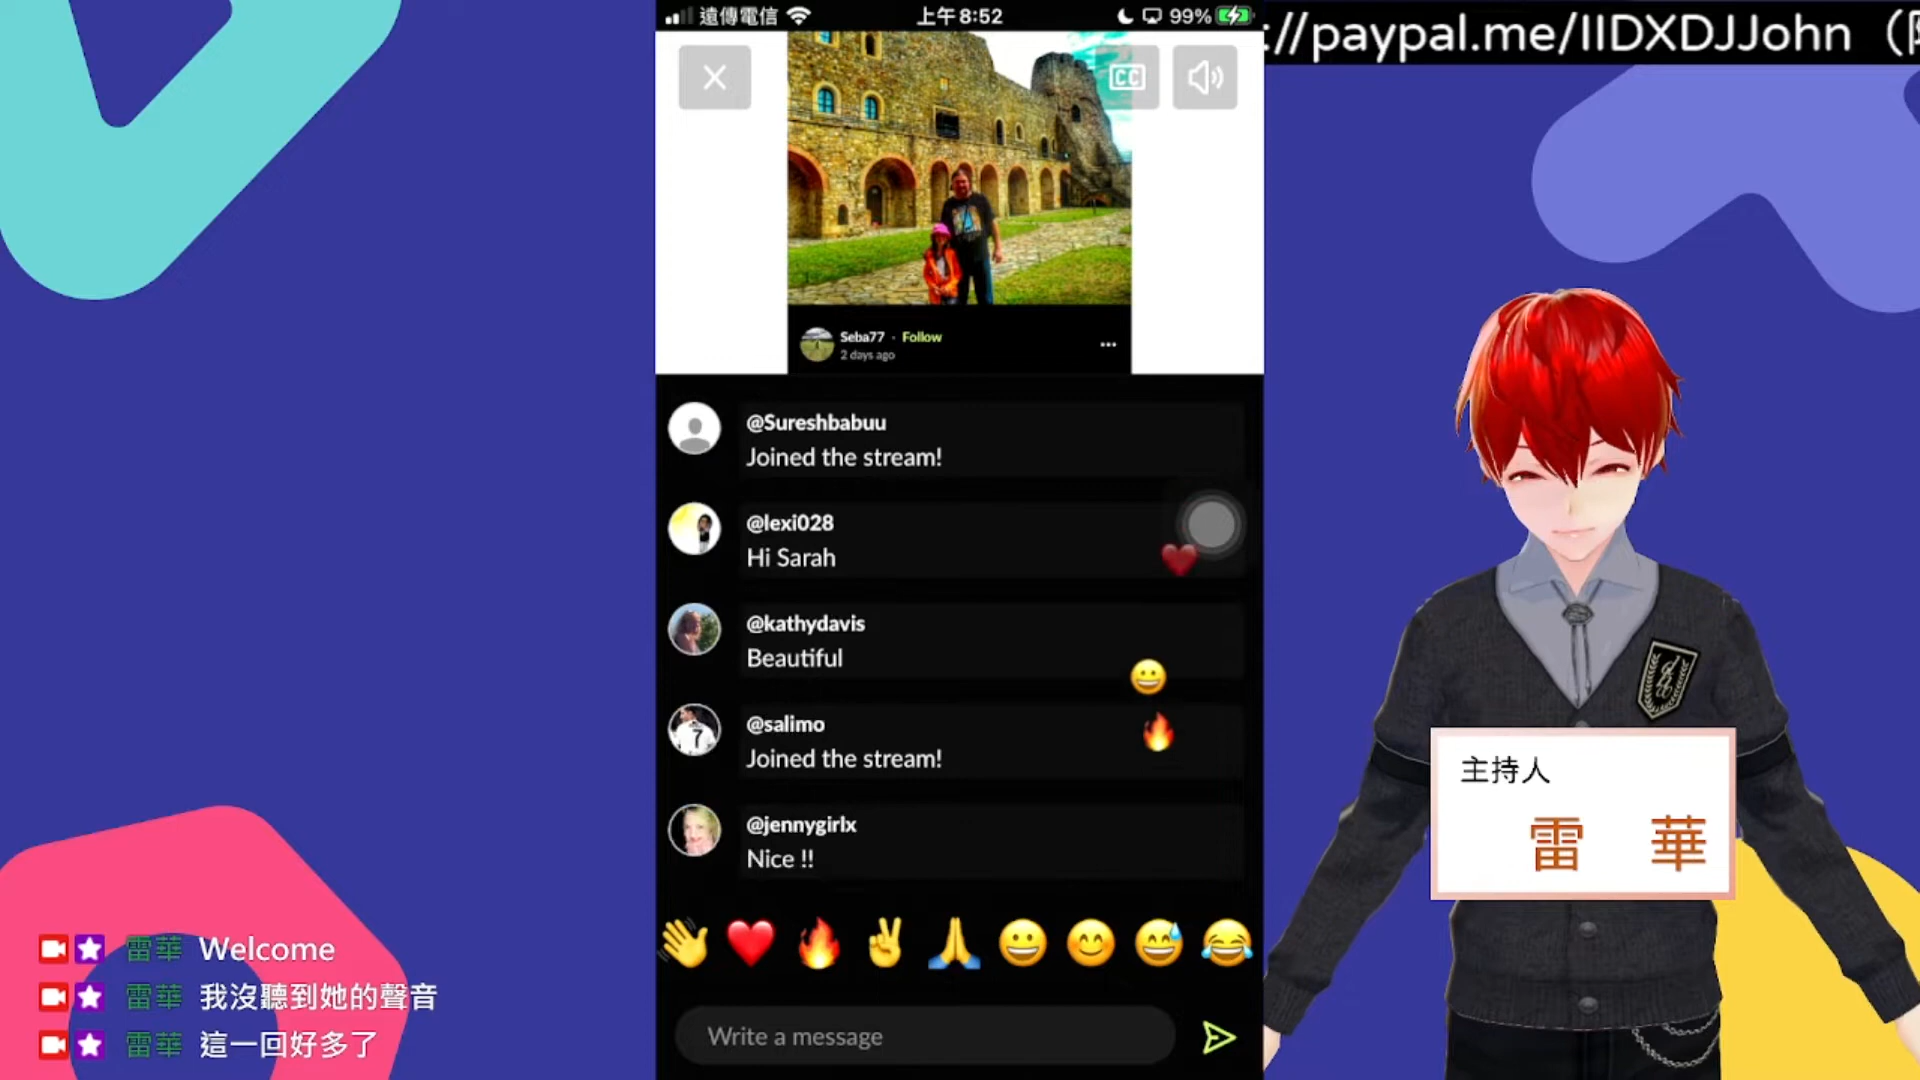 遠傳電信
上午8:52
99%
://paypal.me/IIDXDJJohn
CC
Seba77 · Follow
2 days ago
@Sureshbabuu
Joined the stream!
@lexi028
Hi Sarah
@kathydavis
Beautiful
@salimo
Joined the stream!
7
@jennygirlx
Nice !!
Write a message
主持人
雷 華
雷華 Welcome
雷華 我沒聽到她的聲音
雷華 這一回好多了